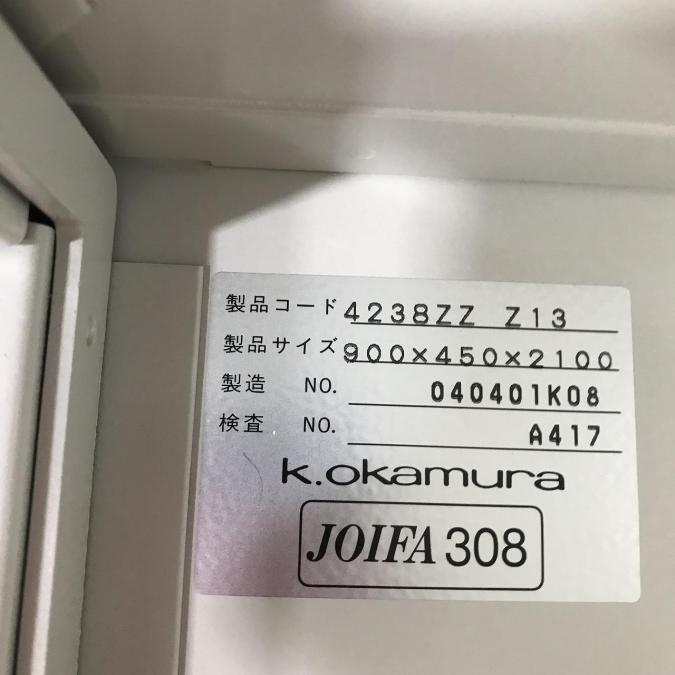 製品コード 4238ZZ Z13
製品サイズ 900×450×2100
製造 NO. 040401K08
検査 NO. A417
k.okamura
JOIFA 308